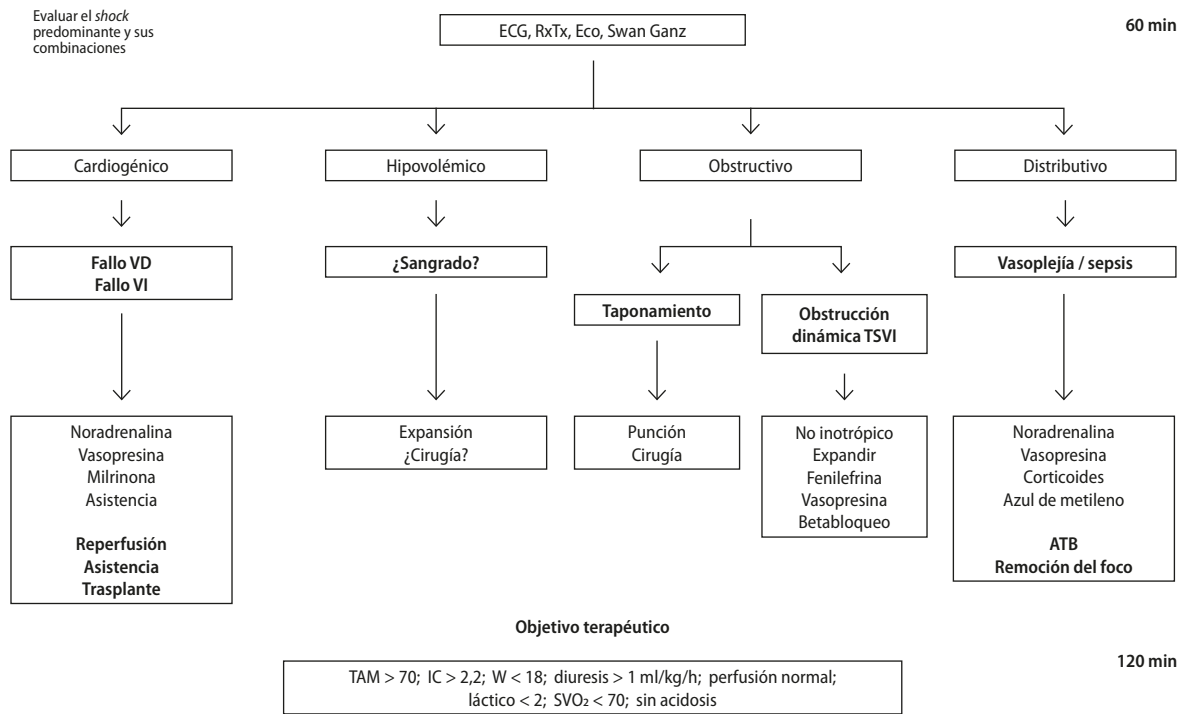 Evaluar el shock
predominante y sus
combinaciones
ECG, RxTx, Eco, Swan Ganz
60 min
Cardiogénico
Hipovolémico
Obstructivo
Distributivo
Fallo VD
Fallo VI
¿Sangrado?
Vasoplejía / sepsis
Taponamiento
Obstrucción
dinámica TSVI
Noradrenalina
Vasopresina
Milrinona
Asistencia
Reperfusión
Asistencia
Trasplante
Expansión
¿Cirugía?
Punción
Cirugía
No inotrópico
Expandir
Fenilefrina
Vasopresina
Betabloqueo
Noradrenalina
Vasopresina
Corticoides
Azul de metileno
ATB
Remoción del foco
Objetivo terapéutico
120 min
TAM > 70; IC > 2,2; W < 18; diuresis > 1 ml/kg/h; perfusión normal;
láctico < 2; SVO₂ < 70; sin acidosis